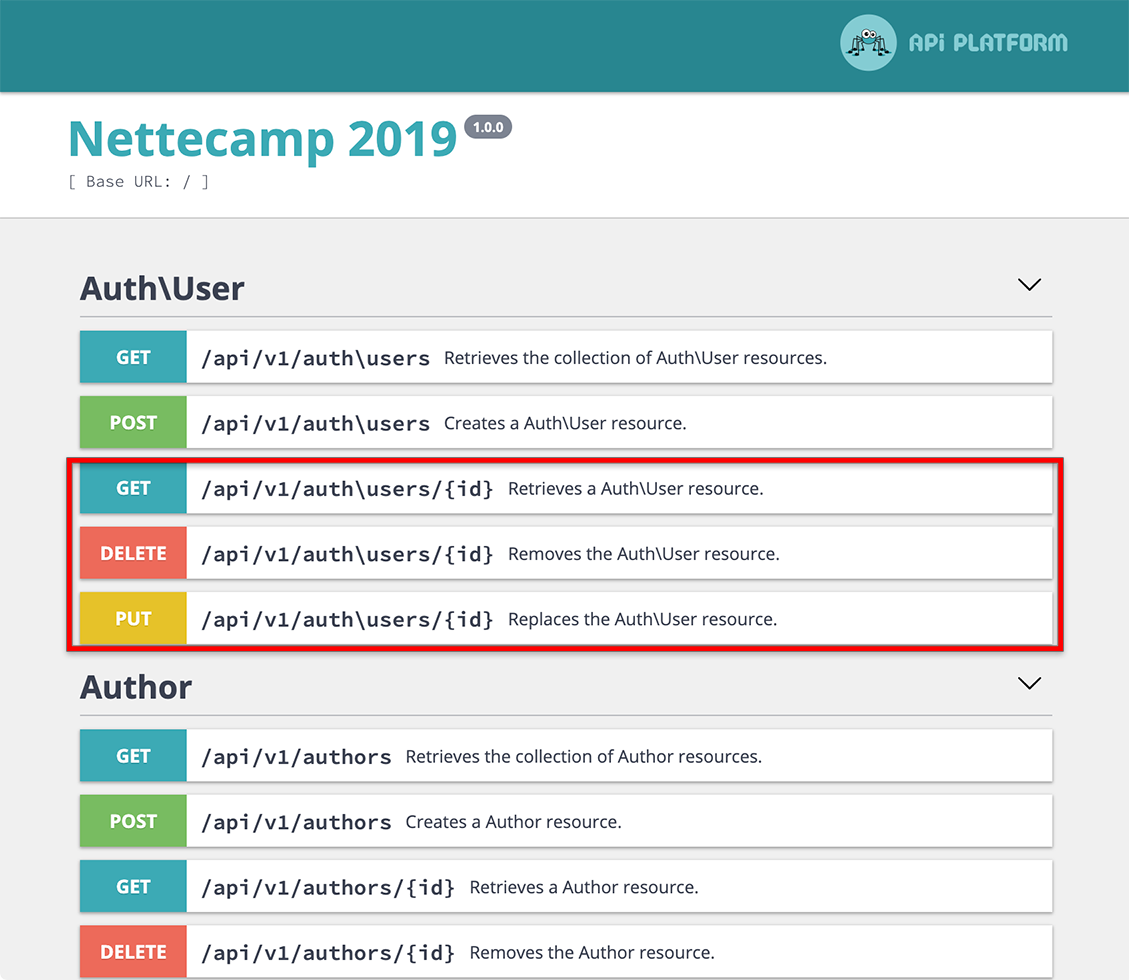 APi PLATFORM
Nettecamp 2019 1.0.0
[ Base URL: / ]
Auth\User
GET /api/v1/auth\users Retrieves the collection of Auth\User resources.
POST /api/v1/auth\users Creates a Auth\User resource.
GET /api/v1/auth\users/{id} Retrieves a Auth\User resource.
DELETE /api/v1/auth\users/{id} Removes the Auth\User resource.
PUT /api/v1/auth\users/{id} Replaces the Auth\User resource.
Author
GET /api/v1/authors Retrieves the collection of Author resources.
POST /api/v1/authors Creates a Author resource.
GET /api/v1/authors/{id} Retrieves a Author resource.
DELETE /api/v1/authors/{id} Removes the Author resource.